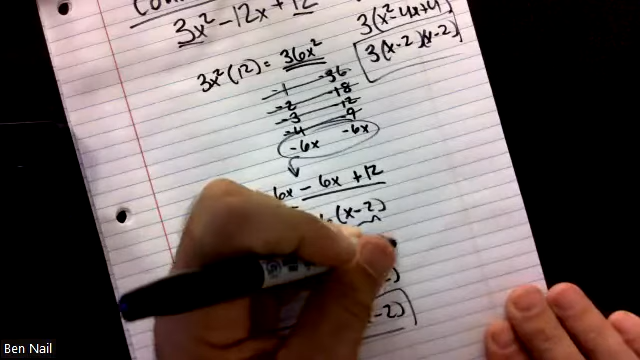 3x² - 12x + 12
3(x² - 4x + 4)
3(x-2)(x-2)
3x²(12) = 36x²
-1 -36
-2 -18
-3 -12
-4 -9
-6x -6x
6x - 6x + 12
(x-2)
-2)
Ben Nail